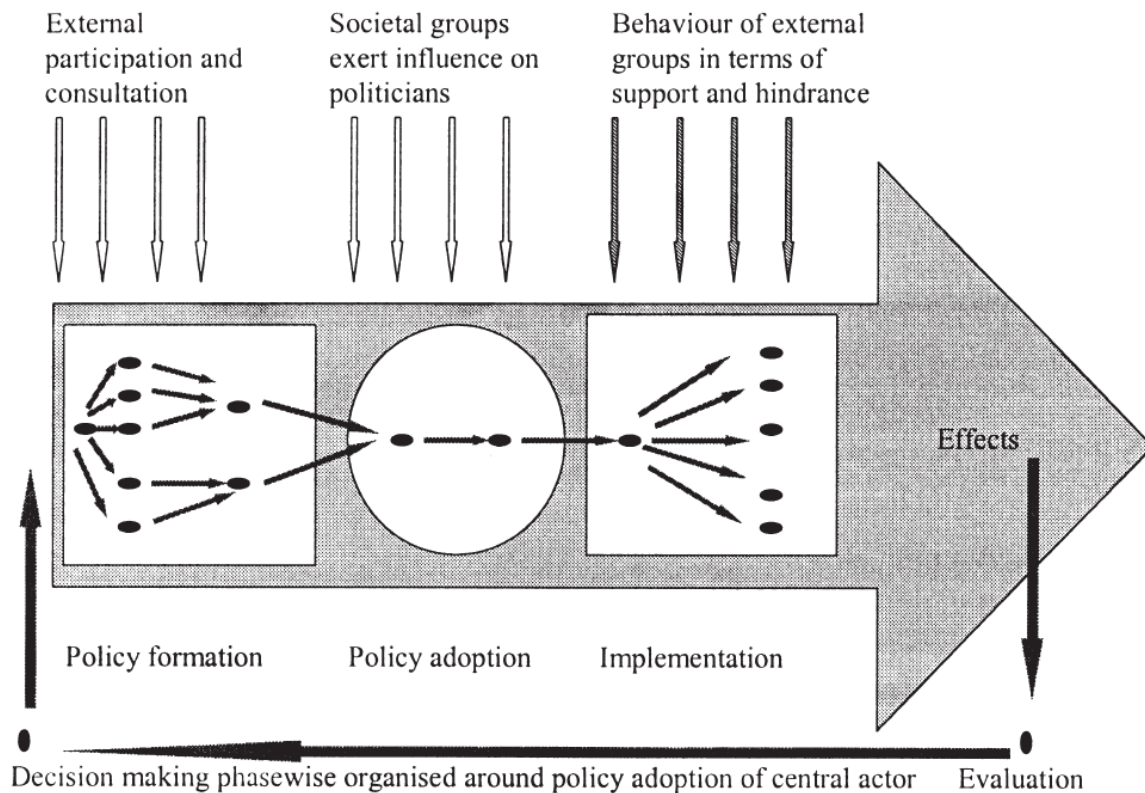 External
participation and
consultation
Societal groups
exert influence on
politicians
Behaviour of external
groups in terms of
support and hindrance
Effects
Policy formation
Policy adoption
Implementation
Decision making phasewise organised around policy adoption of central actor
Evaluation